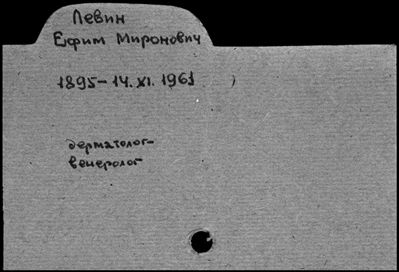 Левин
Ефим Миронович
1895-14.XI.1961
дерматолог-
венеролог